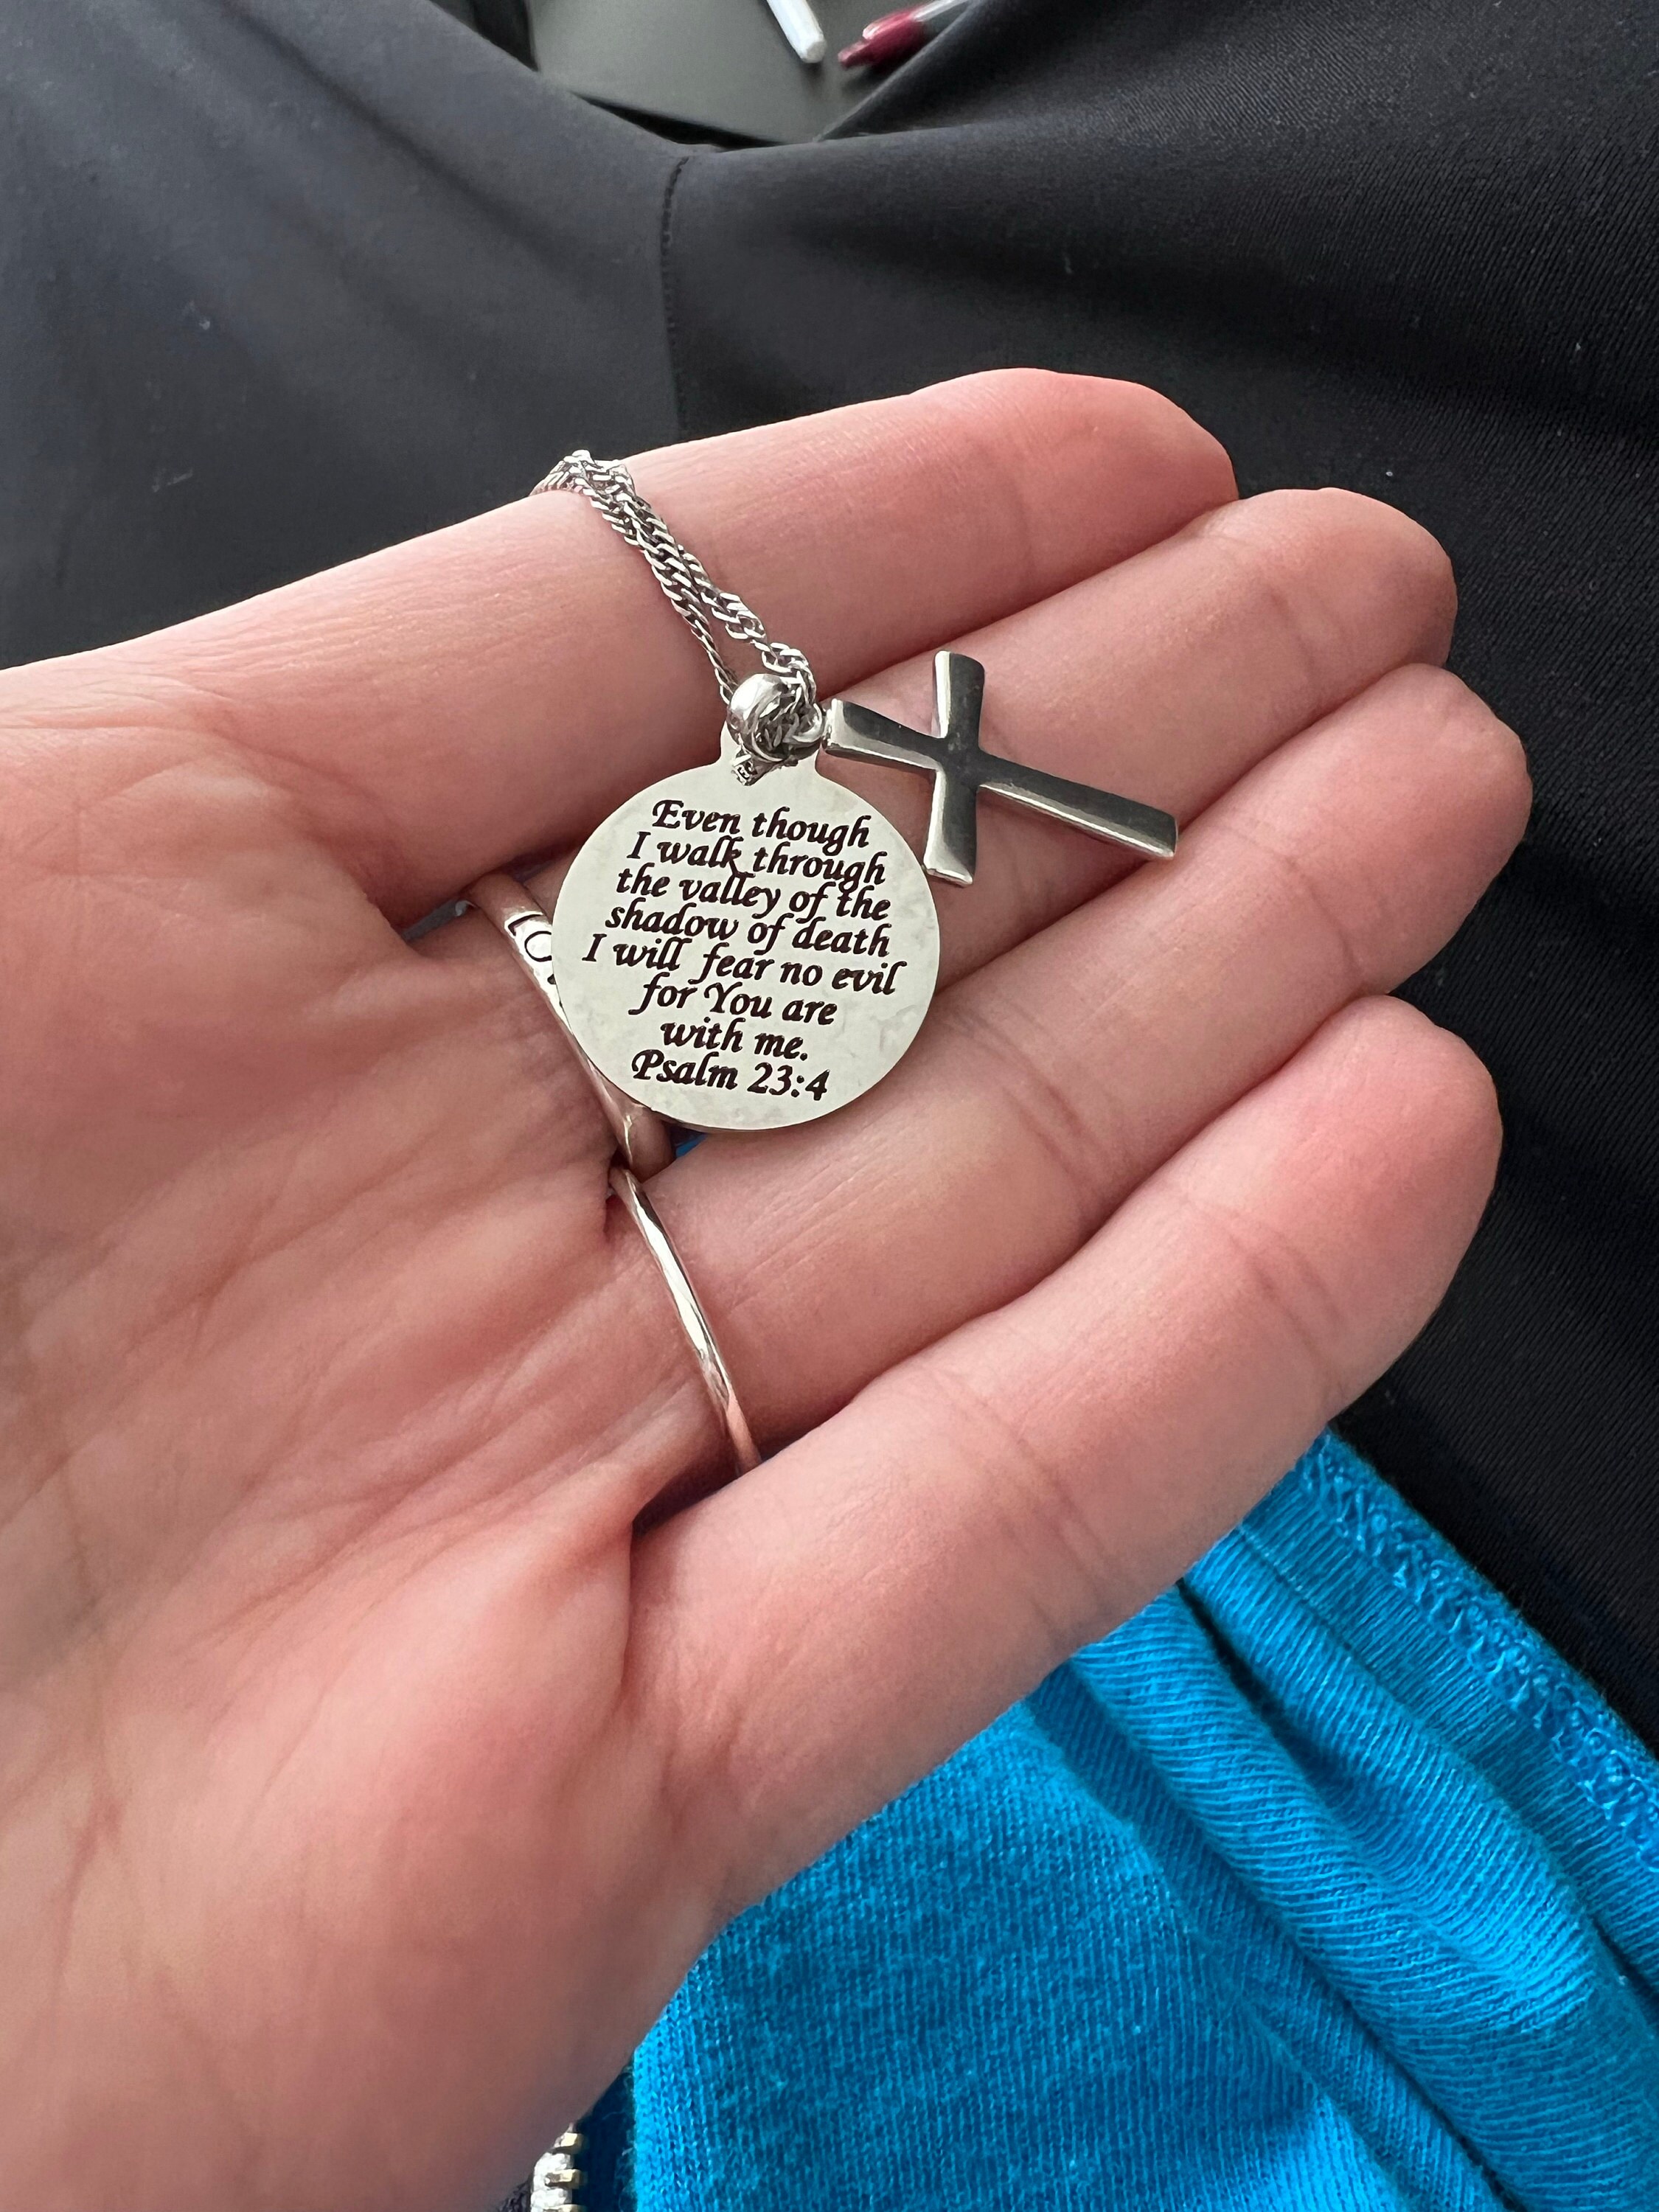 Even though
I walk through
the valley of the
shadow of death
I will fear no evil
for You are
with me.
Psalm 23:4